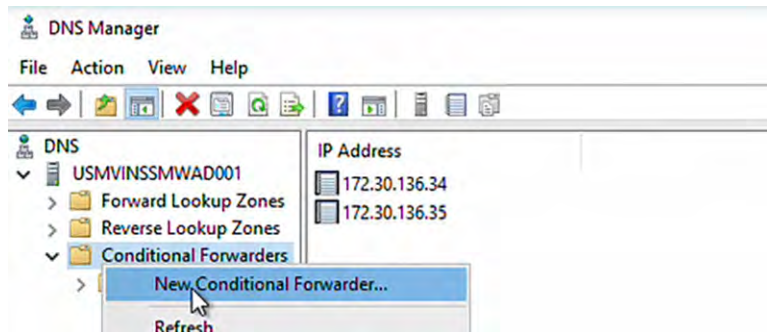 DNS Manager
File Action View Help
DNS
USMVINSSMWAD001
Forward Lookup Zones
Reverse Lookup Zones
Conditional Forwarders
New Conditional Forwarder...
Refresh
IP Address
172.30.136.34
172.30.136.35